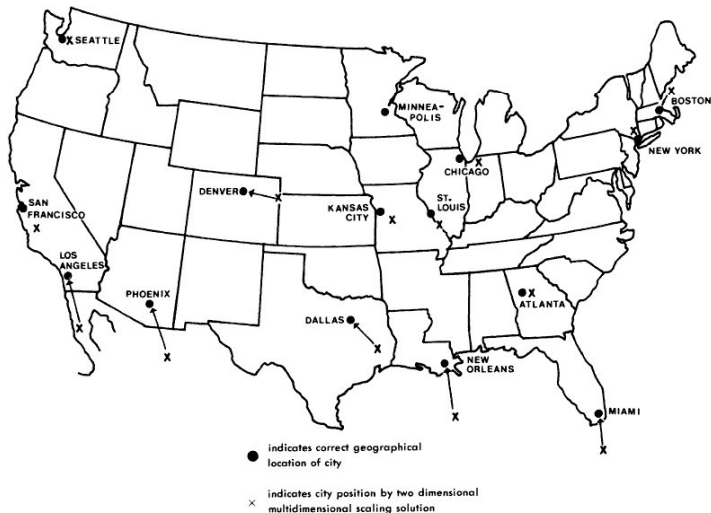 SEATTLE
MINNEA-
POLIS
BOSTON
NEW YORK
CHICAGO
DENVER
KANSAS
CITY
ST.
LOUIS
SAN
FRANCISCO
LOS
ANGELES
PHOENIX
DALLAS
ATLANTA
NEW
ORLEANS
MIAMI
indicates correct geographical
location of city
x indicates city position by two dimensional
multidimensional scaling solution